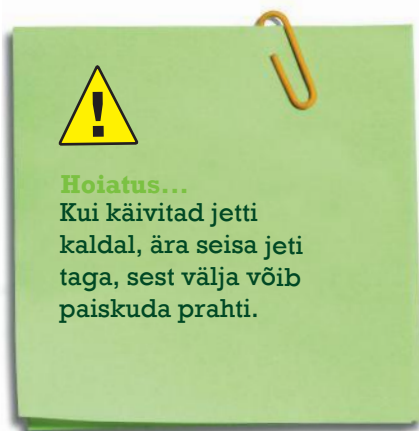 Hoiatus...
Kui käivitad jetti
kaldal, ära seisa jeti
taga, sest välja võib
paiskuda prahti.